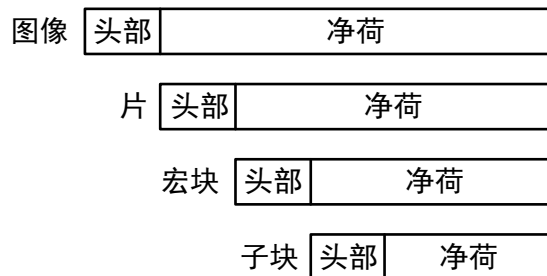 图像 头部 净荷
片 头部 净荷
宏块 头部 净荷
子块 头部 净荷